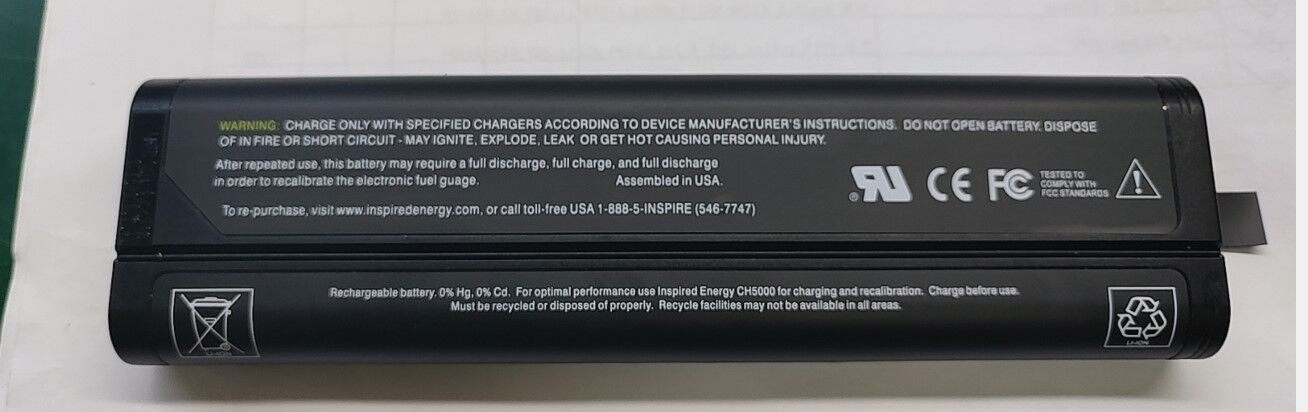 WARNING: CHARGE ONLY WITH SPECIFIED CHARGERS ACCORDING TO DEVICE MANUFACTURER'S INSTRUCTIONS. DO NOT OPEN BATTERY. DISPOSE
OF IN FIRE OR SHORT CIRCUIT - MAY IGNITE, EXPLODE, LEAK OR GET HOT CAUSING PERSONAL INJURY.
After repeated use, this battery may require a full discharge, full charge, and full discharge
in order to recalibrate the electronic fuel guage. Assembled in USA.
To re-purchase, visit www.inspiredenergy.com, or call toll-free USA 1-888-5-INSPIRE (546-7747)
® RU CE FC
TESTED TO
COMPLY WITH
FCC STANDARDS
Rechargeable battery. 0% Hg, 0% Cd. For optimal performance use Inspired Energy CH5000 for charging and recalibration. Charge before use.
Must be recycled or disposed of properly. Recycle facilities may not be available in all areas.
LI-ION
LI-ION